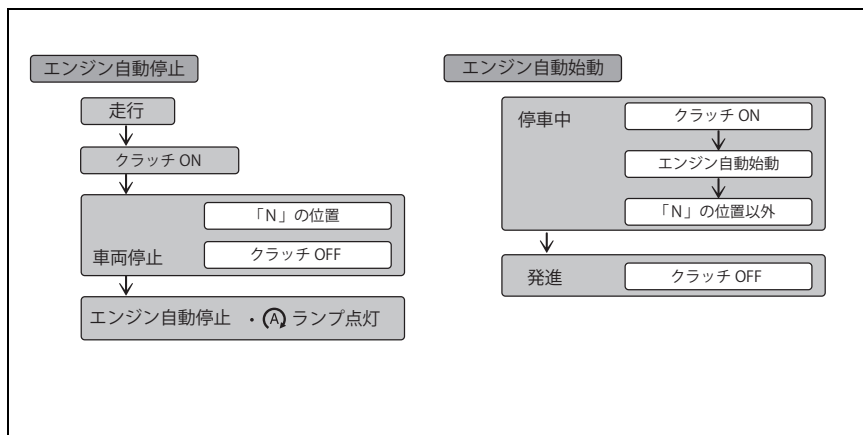 エンジン自動停止
走行
クラッチ ON
「N」の位置
車両停止
クラッチ OFF
エンジン自動停止 ・Ⓐランプ点灯
エンジン自動始動
停車中
クラッチ ON
エンジン自動始動
「N」の位置以外
発進
クラッチ OFF